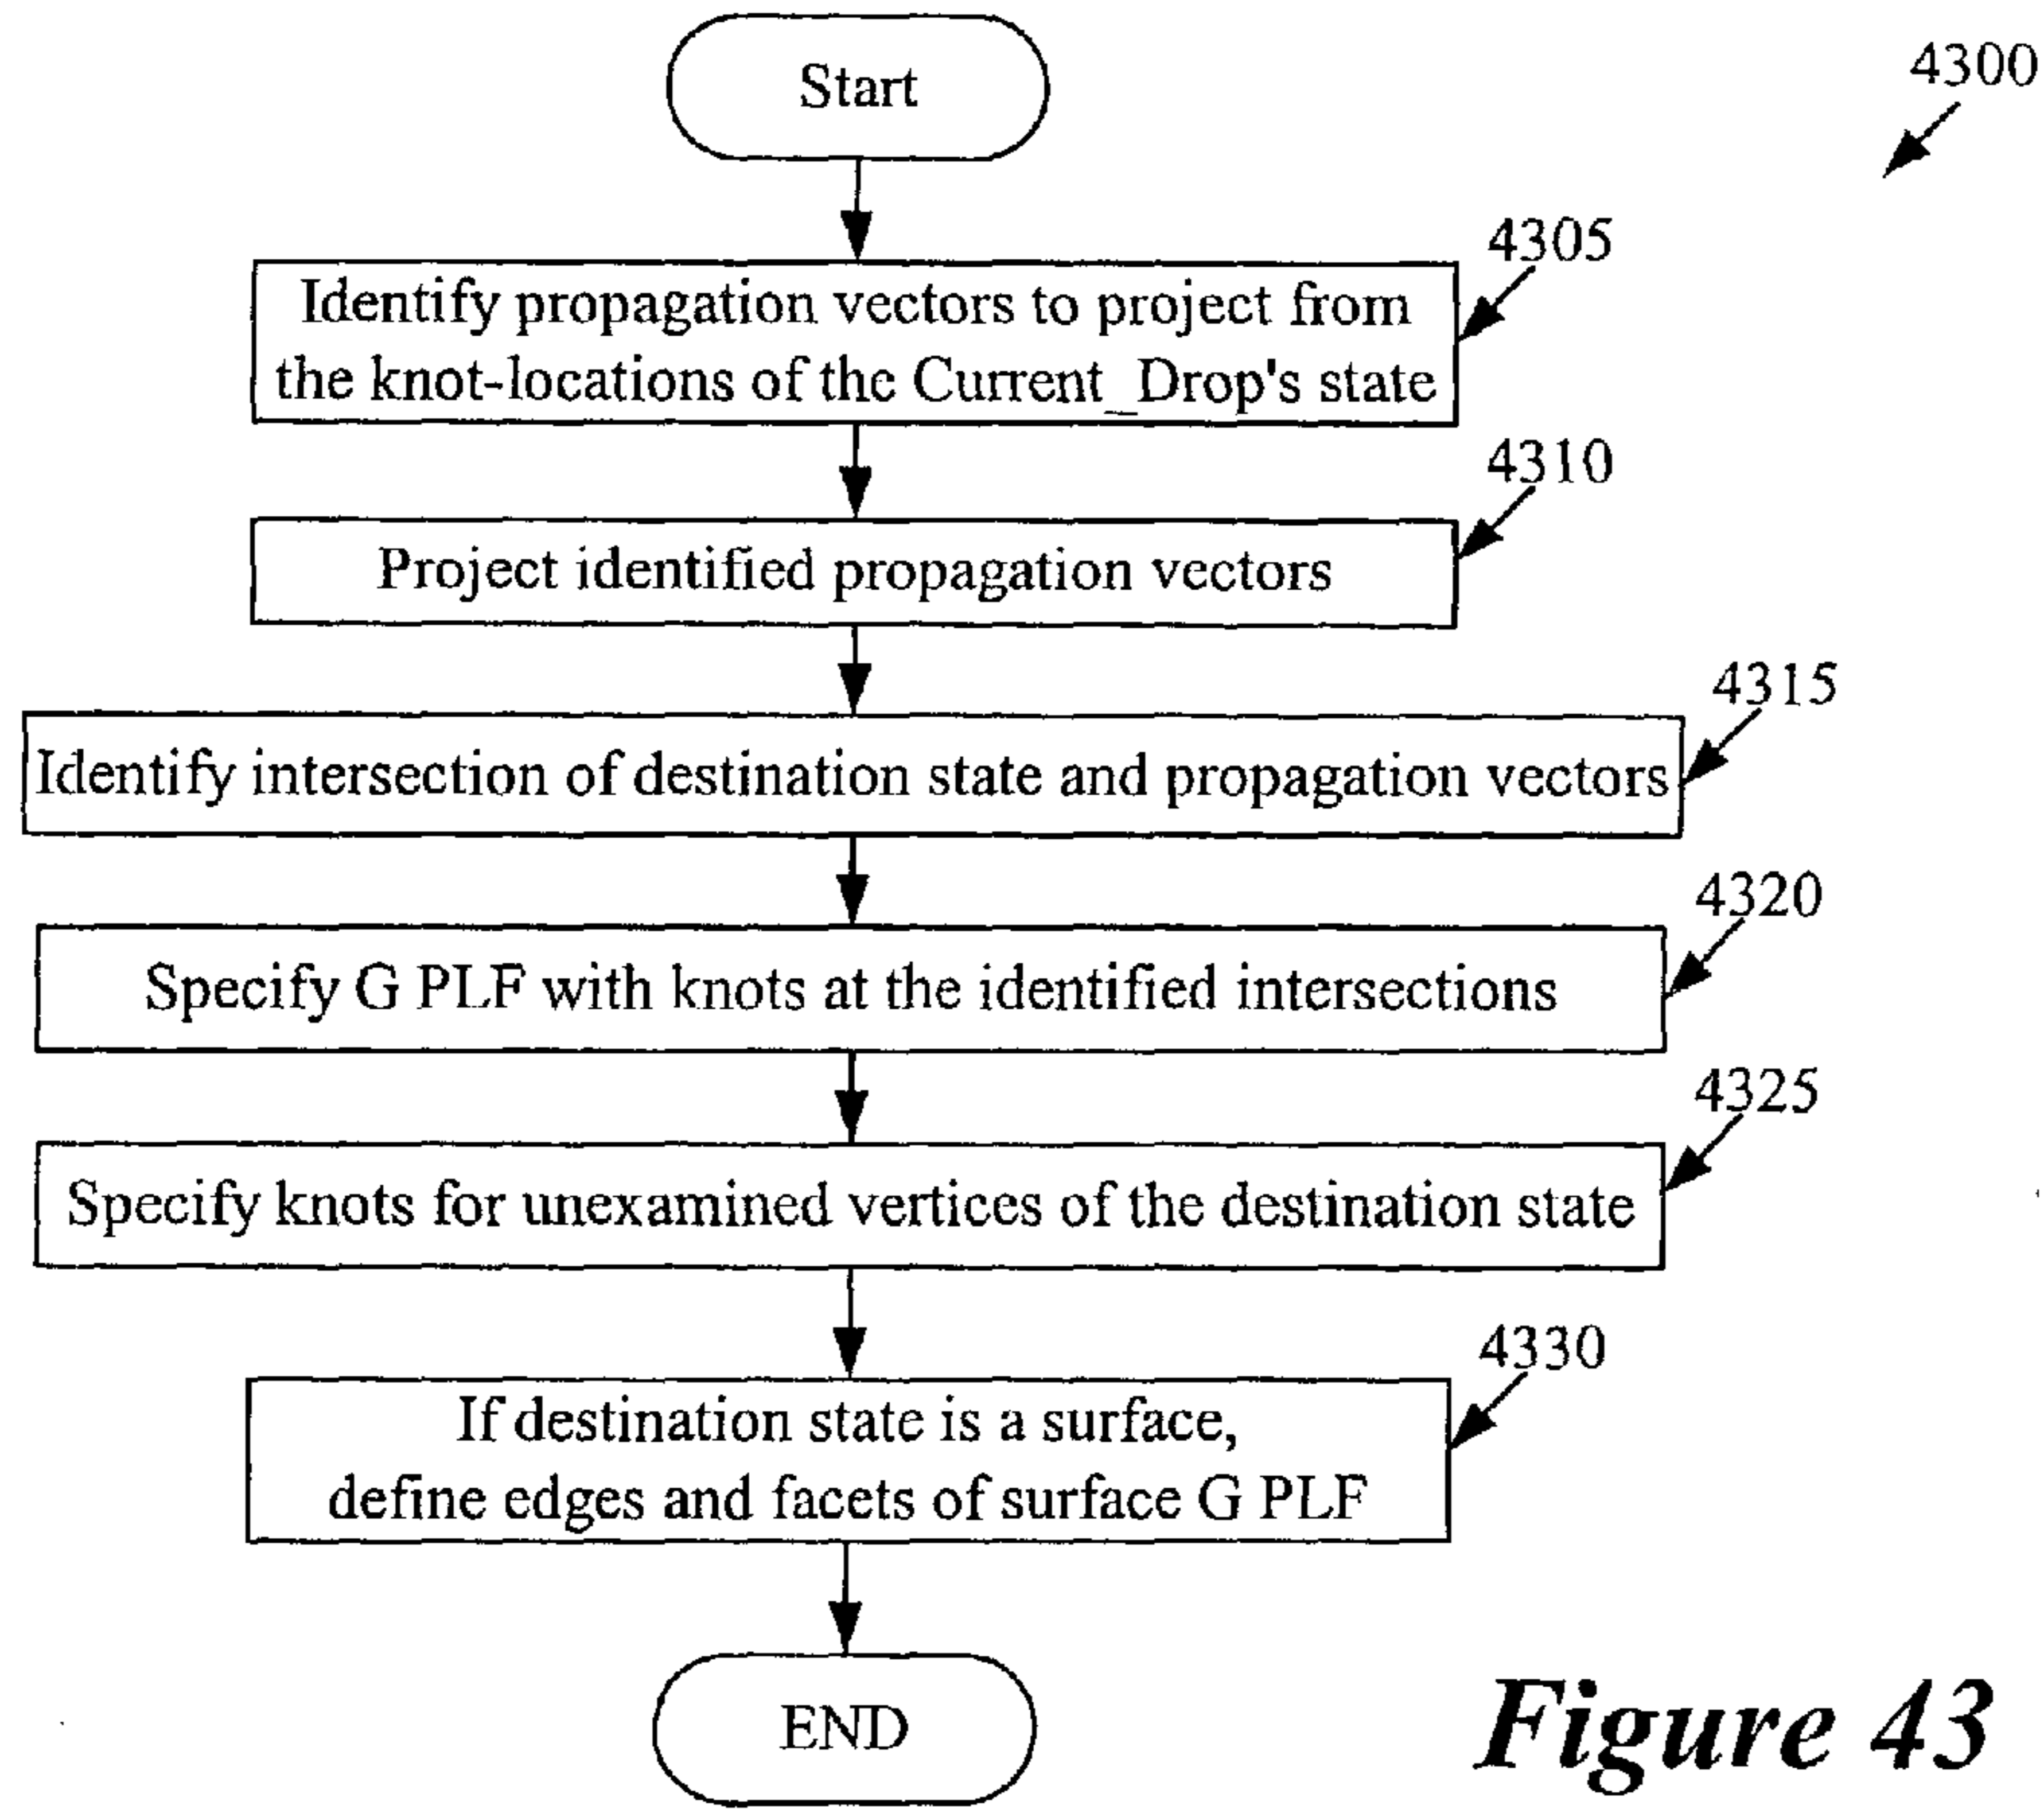 Start
4300
4305
Identify propagation vectors to project from
the knot-locations of the Current_Drop's state
4310
Project identified propagation vectors
4315
Identify intersection of destination state and propagation vectors
4320
Specify G PLF with knots at the identified intersections
4325
Specify knots for unexamined vertices of the destination state
4330
If destination state is a surface,
define edges and facets of surface G PLF
END
Figure 43